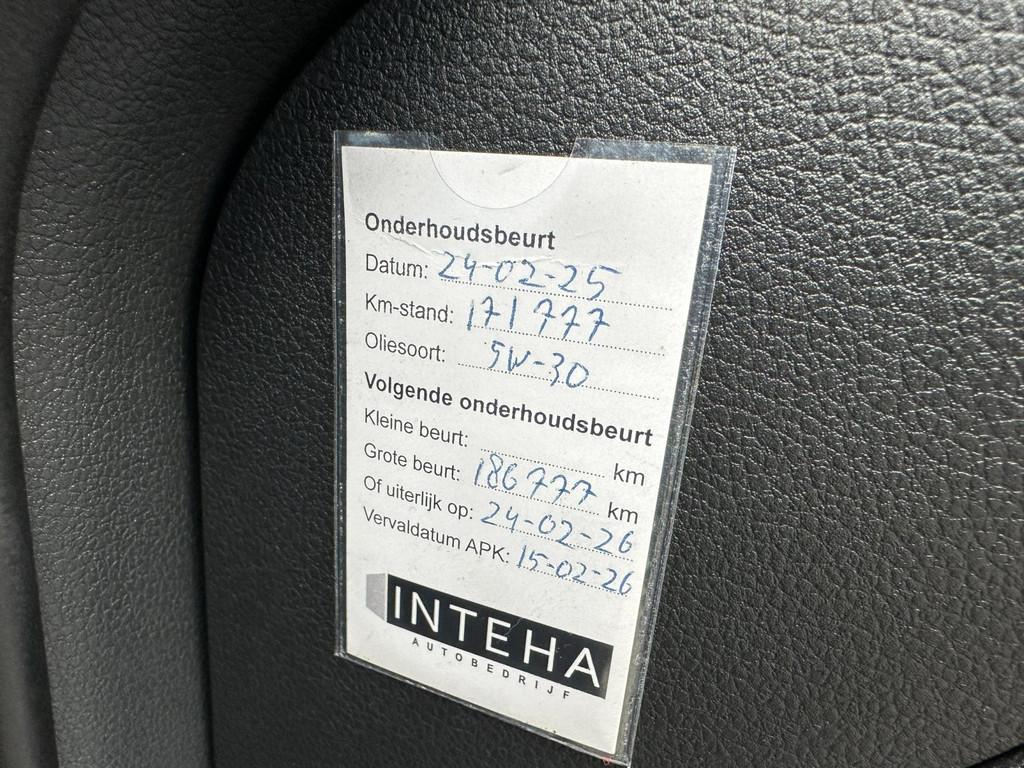 Onderhoudsbeurt
Datum: 24-02-25
Km-stand: 171777
Oliesoort: 5W-30
Volgende onderhoudsbeurt
Kleine beurt: km
Grote beurt: 186777 km
Of uiterlijk op: 24-02-26
Vervaldatum APK: 15-02-26
INTEHA
AUTOBEDRIJF